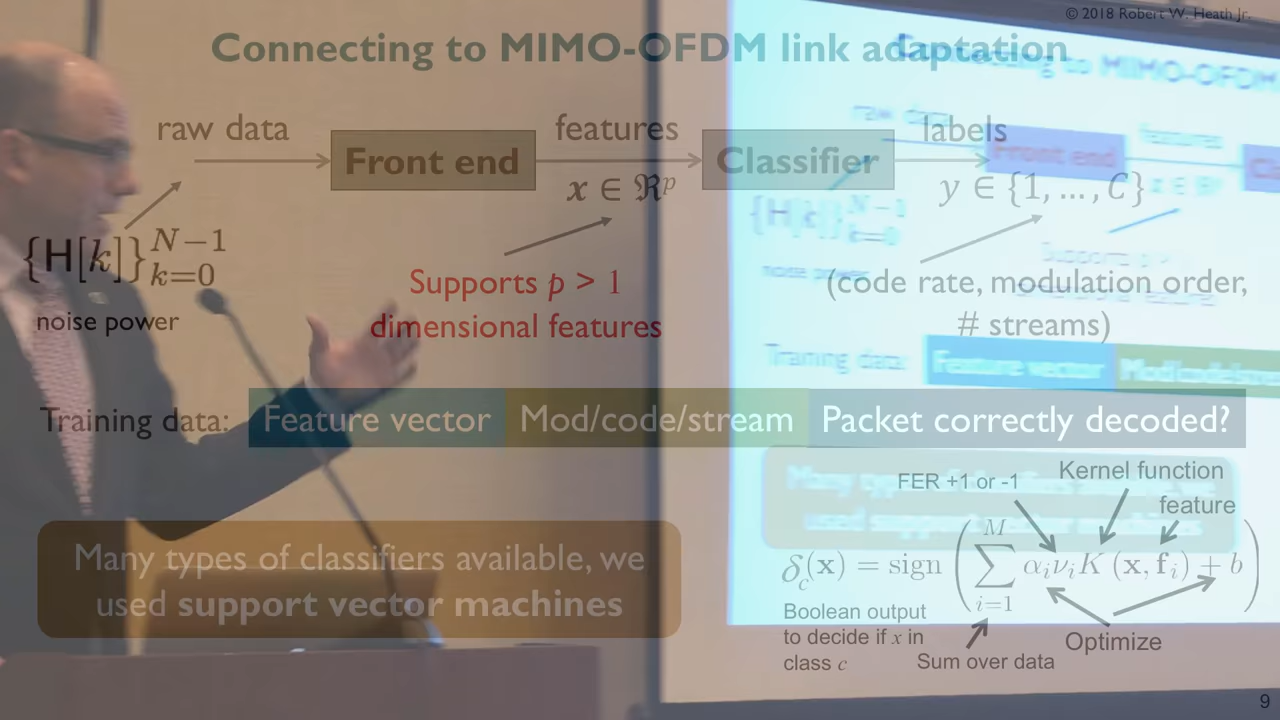 © 2018 Robert W. Heath Jr.
Connecting to MIMO-OFDM link adaptation
raw data
Front end
features
Classifier
labels
x ∈ ℜ^p
y ∈ {1, ..., C}
{H[k]}_{k=0}^{N-1}
noise power
Supports p > 1
dimensional features
(code rate, modulation order,
# streams)
Training data:
Feature vector
Mod/code/stream
Packet correctly decoded?
Many types of classifiers available, we
used support vector machines
FER +1 or -1
Kernel function
feature
δ_c(x) = sign ( ∑_{i=1}^{M} α_i ν_i K (x, f_i) + b )
Boolean output
to decide if x in
class c
Sum over data
Optimize
9